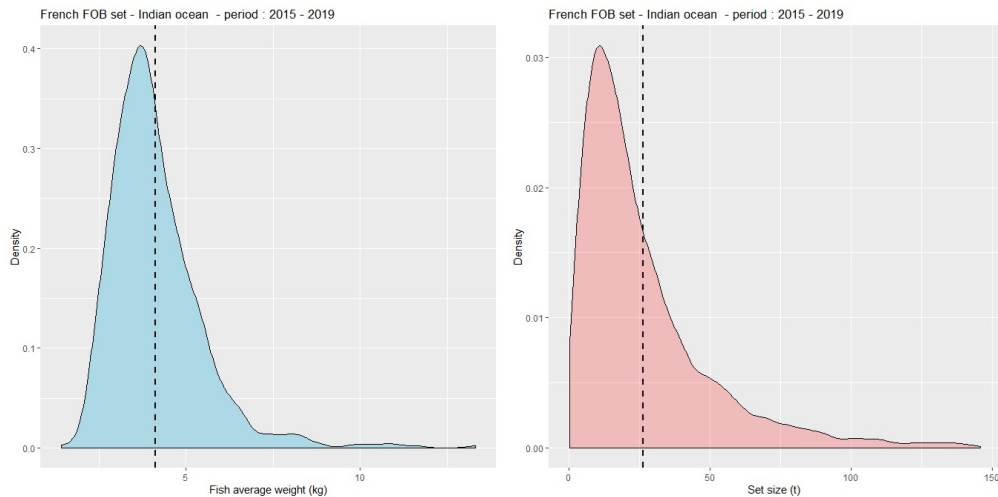 French FOB set - Indian ocean  - period : 2015 - 2019
Density
0.4
0.3
0.2
0.1
0.0
5
10
Fish average weight (kg)
French FOB set - Indian ocean  - period : 2015 - 2019
Density
0.03
0.02
0.01
0.00
0
50
100
150
Set size (t)